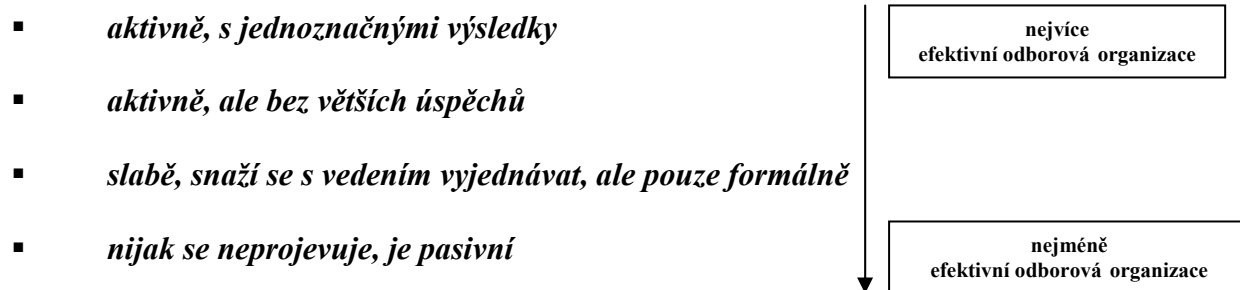 ▪ aktivně, s jednoznačnými výsledky
nejvíce
efektivní odborová organizace
▪ aktivně, ale bez větších úspěchů
▪ slabě, snaží se s vedením vyjednávat, ale pouze formálně
▪ nijak se neprojevuje, je pasivní
nejméně
efektivní odborová organizace